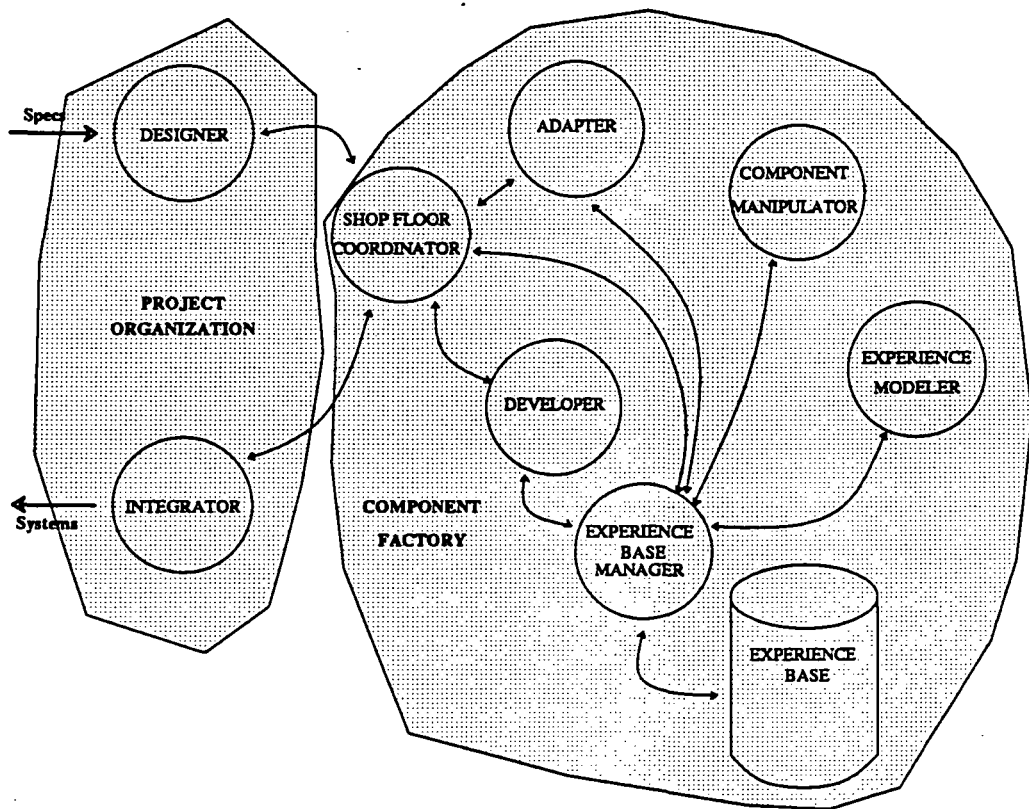 Specs
DESIGNER
ADAPTER
COMPONENT
MANIPULATOR
SHOP FLOOR
COORDINATOR
PROJECT
ORGANIZATION
EXPERIENCE
MODELER
DEVELOPER
INTEGRATOR
Systems
COMPONENT
FACTORY
EXPERIENCE
BASE
MANAGER
EXPERIENCE
BASE